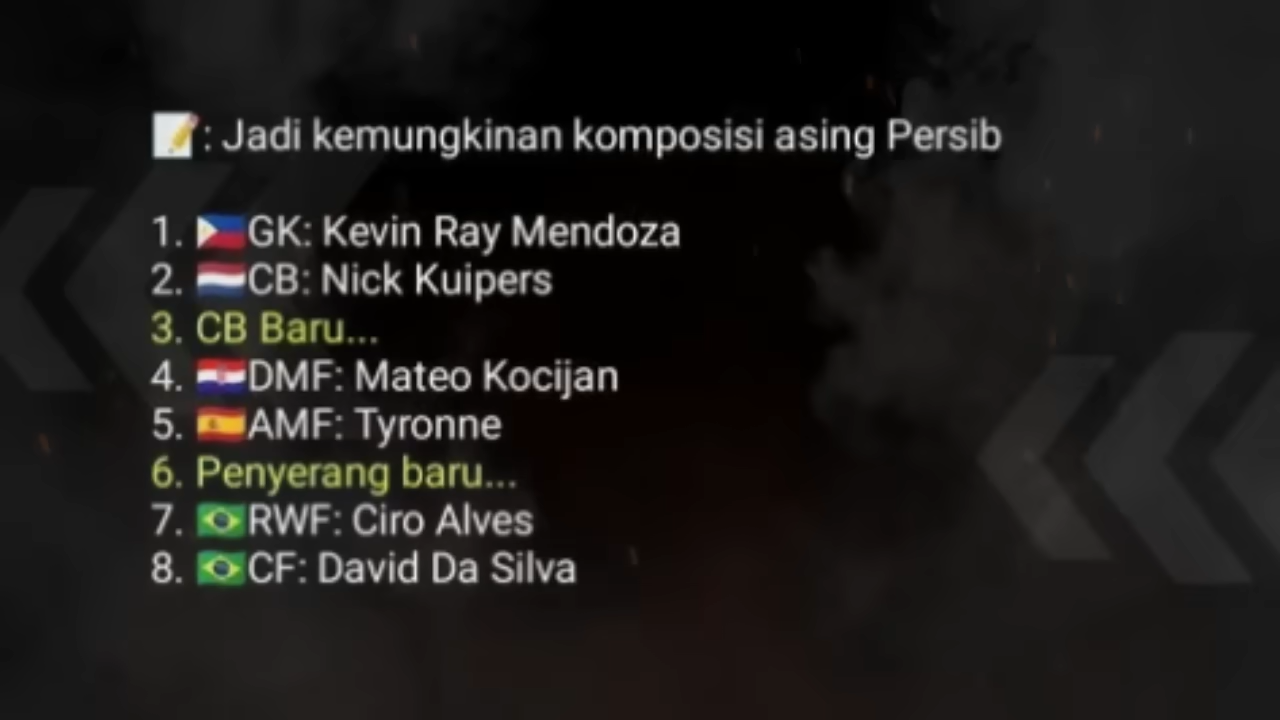 📝: Jadi kemungkinan komposisi asing Persib
1. 🇵🇭GK: Kevin Ray Mendoza
2. 🇳🇱CB: Nick Kuipers
3. CB Baru...
4. 🇭🇷DMF: Mateo Kocijan
5. 🇪🇸AMF: Tyronne
6. Penyerang baru...
7. 🇧🇷RWF: Ciro Alves
8. 🇧🇷CF: David Da Silva